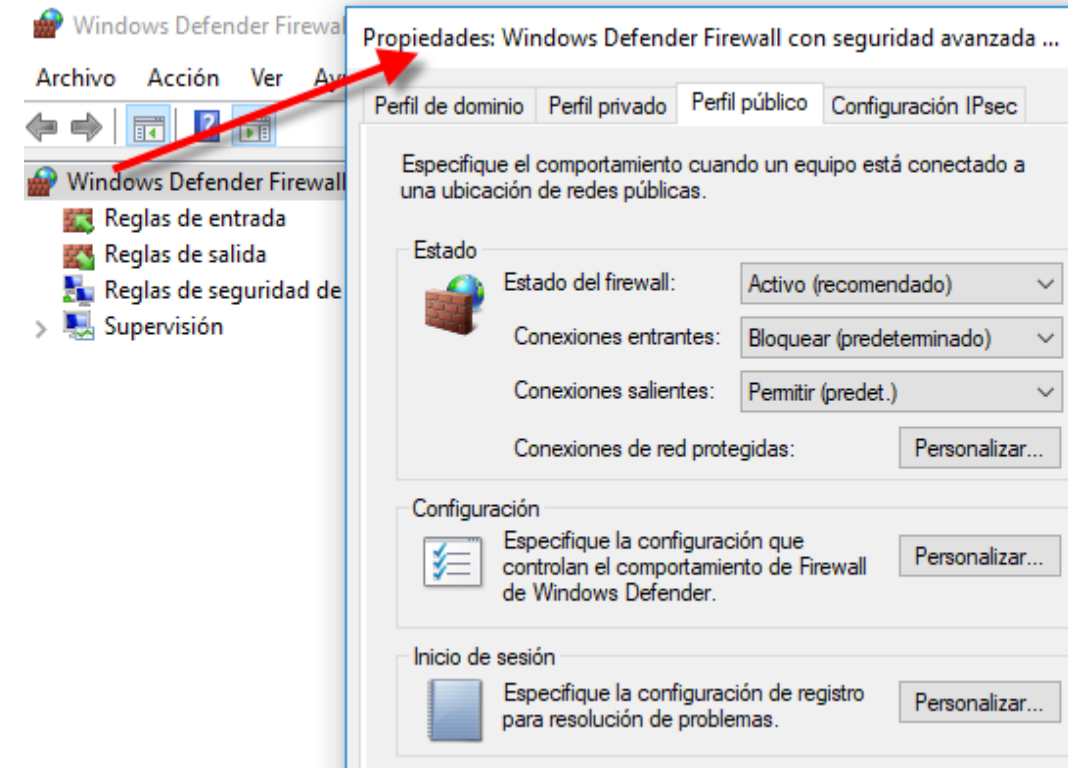 Windows Defender Firewal
Archivo Acción Ver Ay
Windows Defender Firewall
Reglas de entrada
Reglas de salida
Reglas de seguridad de
Supervisión
Propiedades: Windows Defender Firewall con seguridad avanzada ...
Perfil de dominio Perfil privado Perfil público Configuración IPsec
Especifique el comportamiento cuando un equipo está conectado a
una ubicación de redes públicas.
Estado
Estado del firewall: Activo (recomendado)
Conexiones entrantes: Bloquear (predeterminado)
Conexiones salientes: Permitir (predet.)
Conexiones de red protegidas: Personalizar...
Configuración
Especifique la configuración que
controlan el comportamiento de Firewall
de Windows Defender.
Personalizar...
Inicio de sesión
Especifique la configuración de registro
para resolución de problemas.
Personalizar...